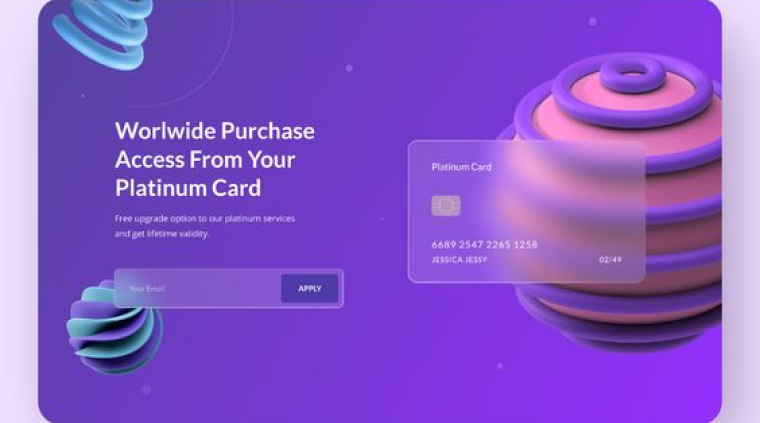 Worlwide Purchase
Access From Your
Platinum Card
Free upgrade option to our platinum services
and get lifetime validity.
Your Email
APPLY
Platinum Card
6689 2547 2265 1258
JESSICA JESSY
02/49